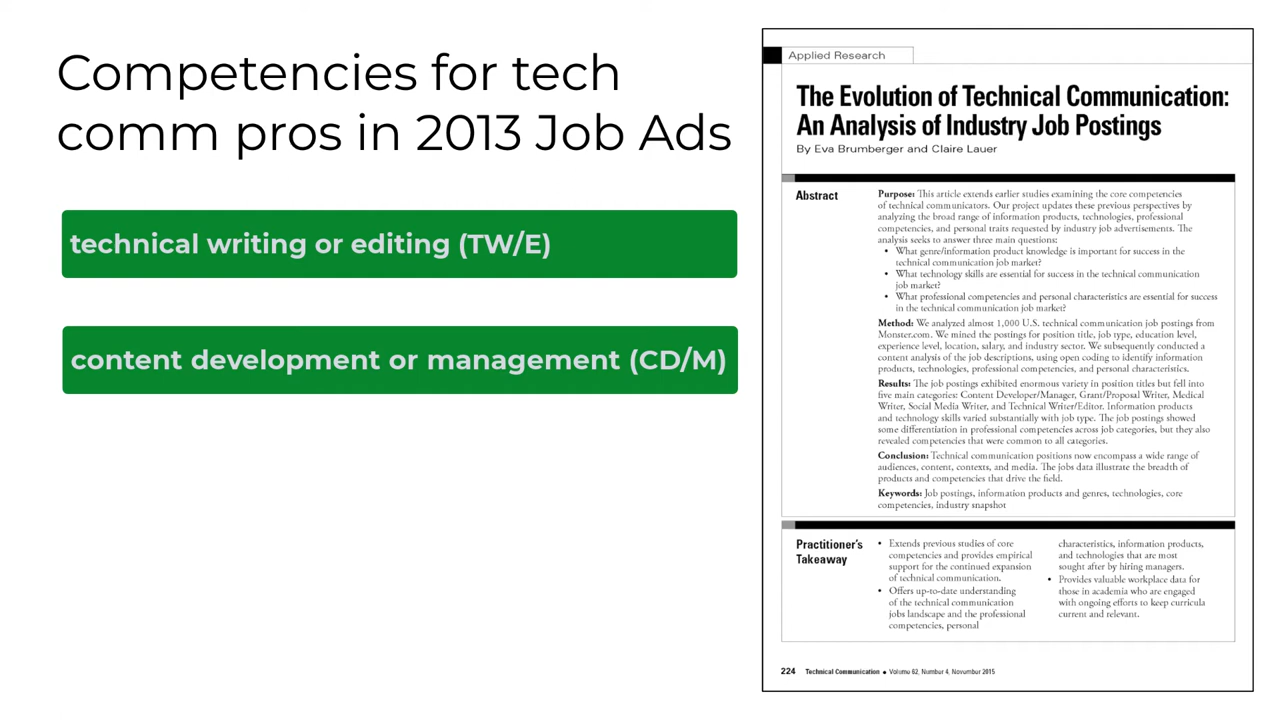 Competencies for tech
comm pros in 2013 Job Ads
technical writing or editing (TW/E)
content development or management (CD/M)
Applied Research
The Evolution of Technical Communication:
An Analysis of Industry Job Postings
By Eva Brumberger and Claire Lauer
Abstract
Purpose: This article extends earlier studies examining the core competencies
of technical communicators. Our project updates these previous perspectives by
analyzing the broad range of information products, technologies, professional
competencies, and personal traits requested by industry job advertisements. The
analysis seeks to answer three main questions:
• What genre/information product knowledge is important for success in the
technical communication job market?
• What technology skills are essential for success in the technical communication
job market?
• What professional competencies and personal characteristics are essential for success
in the technical communication job market?
Method: We analyzed almost 1,000 U.S. technical communication job postings from
Monster.com. We mined the postings for position title, job type, education level,
experience level, location, salary, and industry sector. We subsequently conducted a
content analysis of the job descriptions, using open coding to identify information
products, technologies, professional competencies, and personal characteristics.
Results: The job postings exhibited enormous variety in position titles but fell into
five main categories: Content Developer/Manager, Grant/Proposal Writer, Medical
Writer, Social Media Writer, and Technical Writer/Editor. Information products
and technology skills varied substantially with job type. The job postings showed
some differentiation in professional competencies across job categories, but they also
revealed competencies that were common to all categories.
Conclusion: Technical communication positions now encompass a wide range of
audiences, content, contexts, and media. The jobs data illustrate the breadth of
products and competencies that drive the field.
Keywords: Job postings, information products and genres, technologies, core
competencies, industry snapshot
Practitioner's
Takeaway
• Extends previous studies of core
competencies and provides empirical
support for the continued expansion
of technical communication.
• Offers up-to-date understanding
of the technical communication
jobs landscape and the professional
competencies, personal
characteristics, information products,
and technologies that are most
sought after by hiring managers.
• Provides valuable workplace data for
those in academia who are engaged
with ongoing efforts to keep curricula
current and relevant.
224 Technical Communication • Volume 62, Number 4, November 2015